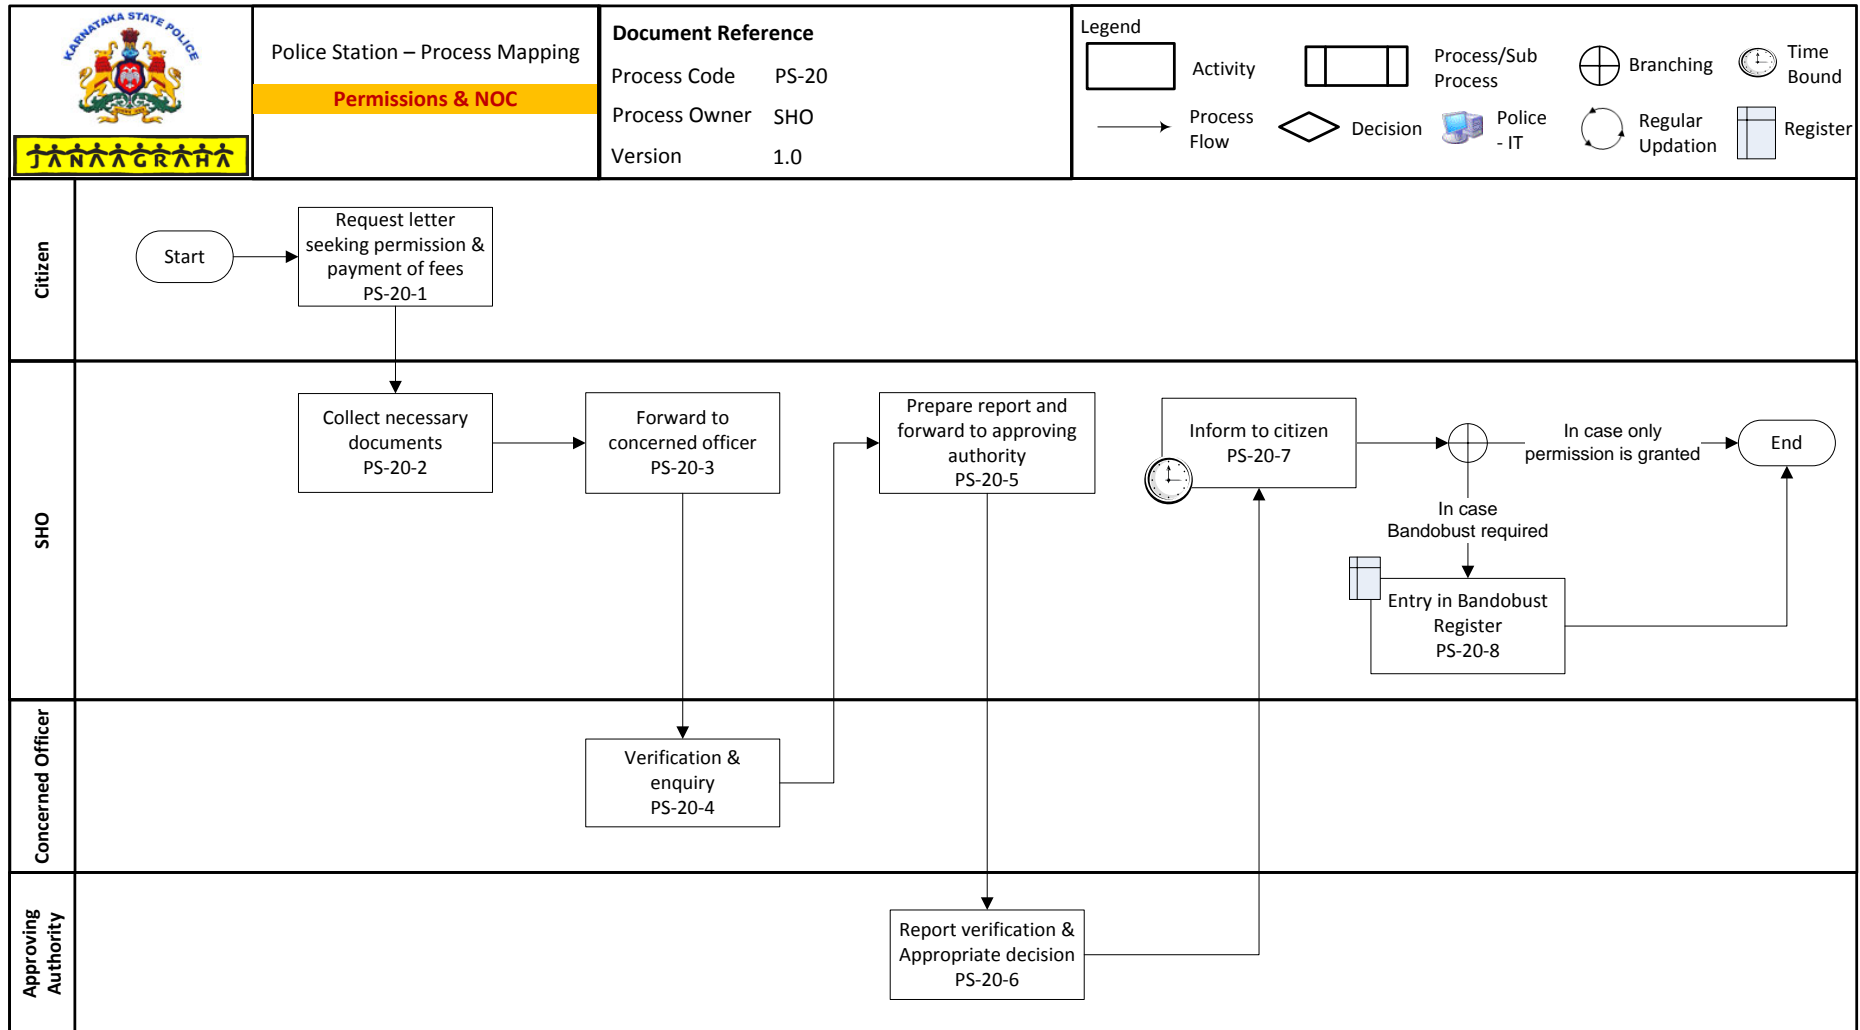 KARNATAKA STATE POLICE
JANAAGRAHA
Police Station – Process Mapping
Permissions & NOC
Document Reference
Process Code PS-20
Process Owner SHO
Version 1.0
Legend
Activity
Process/Sub
Process
Branching
Time
Bound
Process
Flow
Decision
Police
- IT
Regular
Updation
Register
Citizen
Start
Request letter
seeking permission &
payment of fees
PS-20-1
SHO
Collect necessary
documents
PS-20-2
Forward to
concerned officer
PS-20-3
Prepare report and
forward to approving
authority
PS-20-5
Inform to citizen
PS-20-7
In case only
permission is granted
End
In case
Bandobust required
Entry in Bandobust
Register
PS-20-8
Concerned Officer
Verification &
enquiry
PS-20-4
Approving
Authority
Report verification &
Appropriate decision
PS-20-6